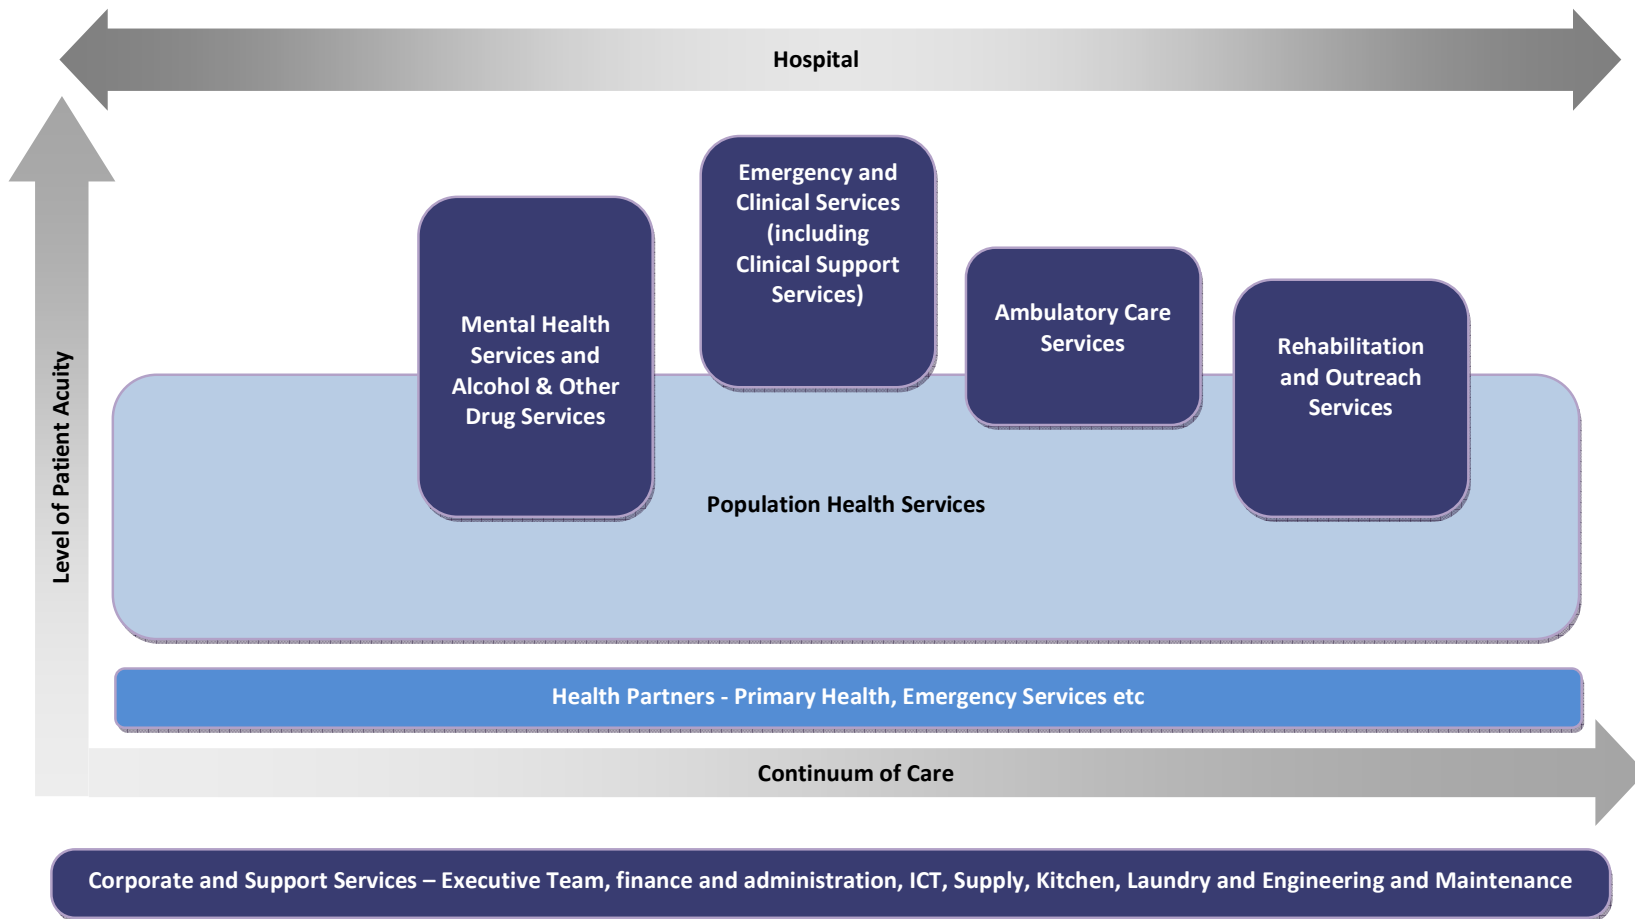 Hospital
Emergency and
Clinical Services
(including
Clinical Support
Services)
Mental Health
Services and
Alcohol & Other
Drug Services
Ambulatory Care
Services
Rehabilitation
and Outreach
Services
Level of Patient Acuity
Population Health Services
Health Partners - Primary Health, Emergency Services etc
Continuum of Care
Corporate and Support Services – Executive Team, finance and administration, ICT, Supply, Kitchen, Laundry and Engineering and Maintenance